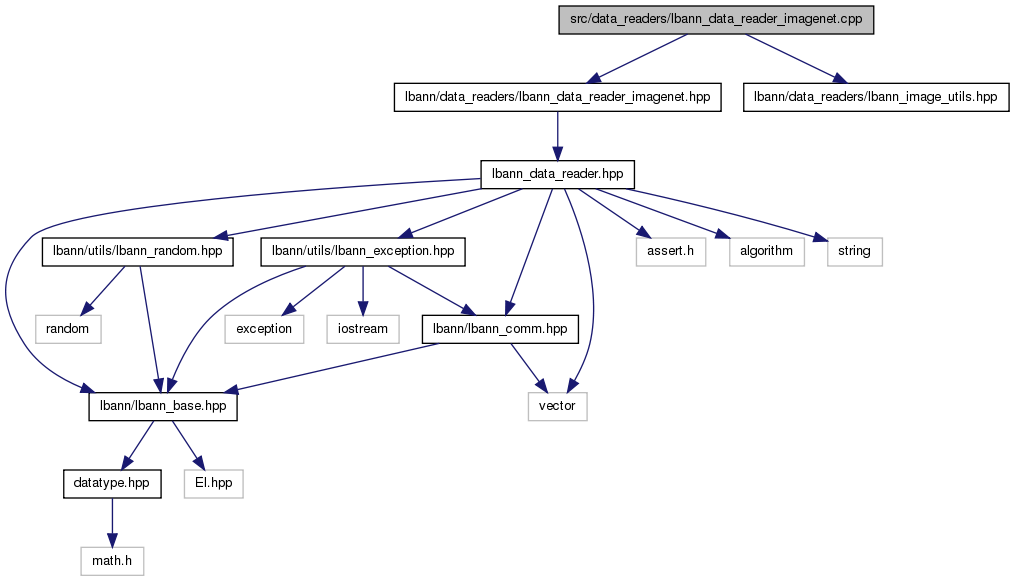 src/data_readers/lbann_data_reader_imagenet.cpp
lbann/data_readers/lbann_data_reader_imagenet.hpp
lbann/data_readers/lbann_image_utils.hpp
lbann_data_reader.hpp
lbann/utils/lbann_random.hpp
lbann/utils/lbann_exception.hpp
assert.h
algorithm
string
random
exception
iostream
lbann/lbann_comm.hpp
lbann/lbann_base.hpp
vector
datatype.hpp
El.hpp
math.h